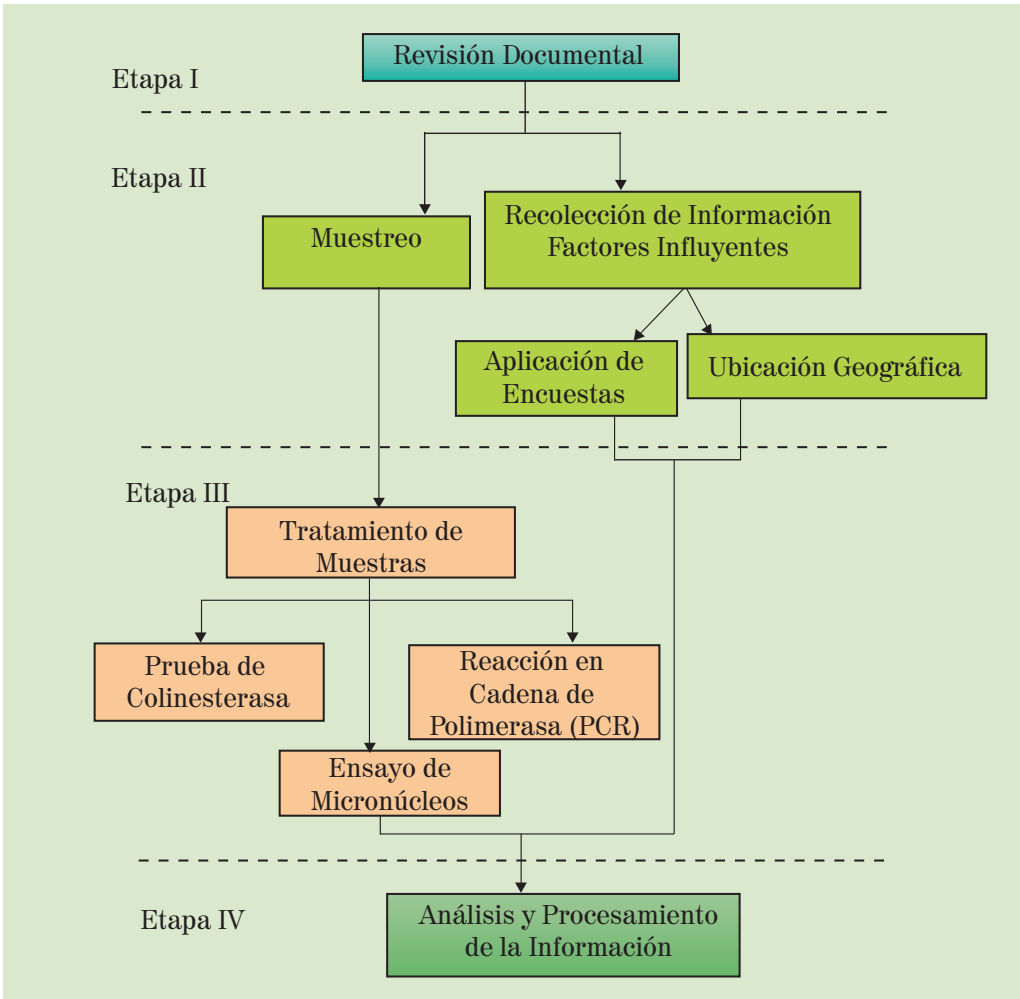 Revisión Documental
Etapa I
Etapa II
Muestreo
Recolección de Información
Factores Influyentes
Aplicación de
Encuestas
Ubicación Geográfica
Etapa III
Tratamiento de
Muestras
Prueba de
Colinesterasa
Reacción en
Cadena de
Polimerasa (PCR)
Ensayo de
Micronúcleos
Etapa IV
Análisis y Procesamiento
de la Información